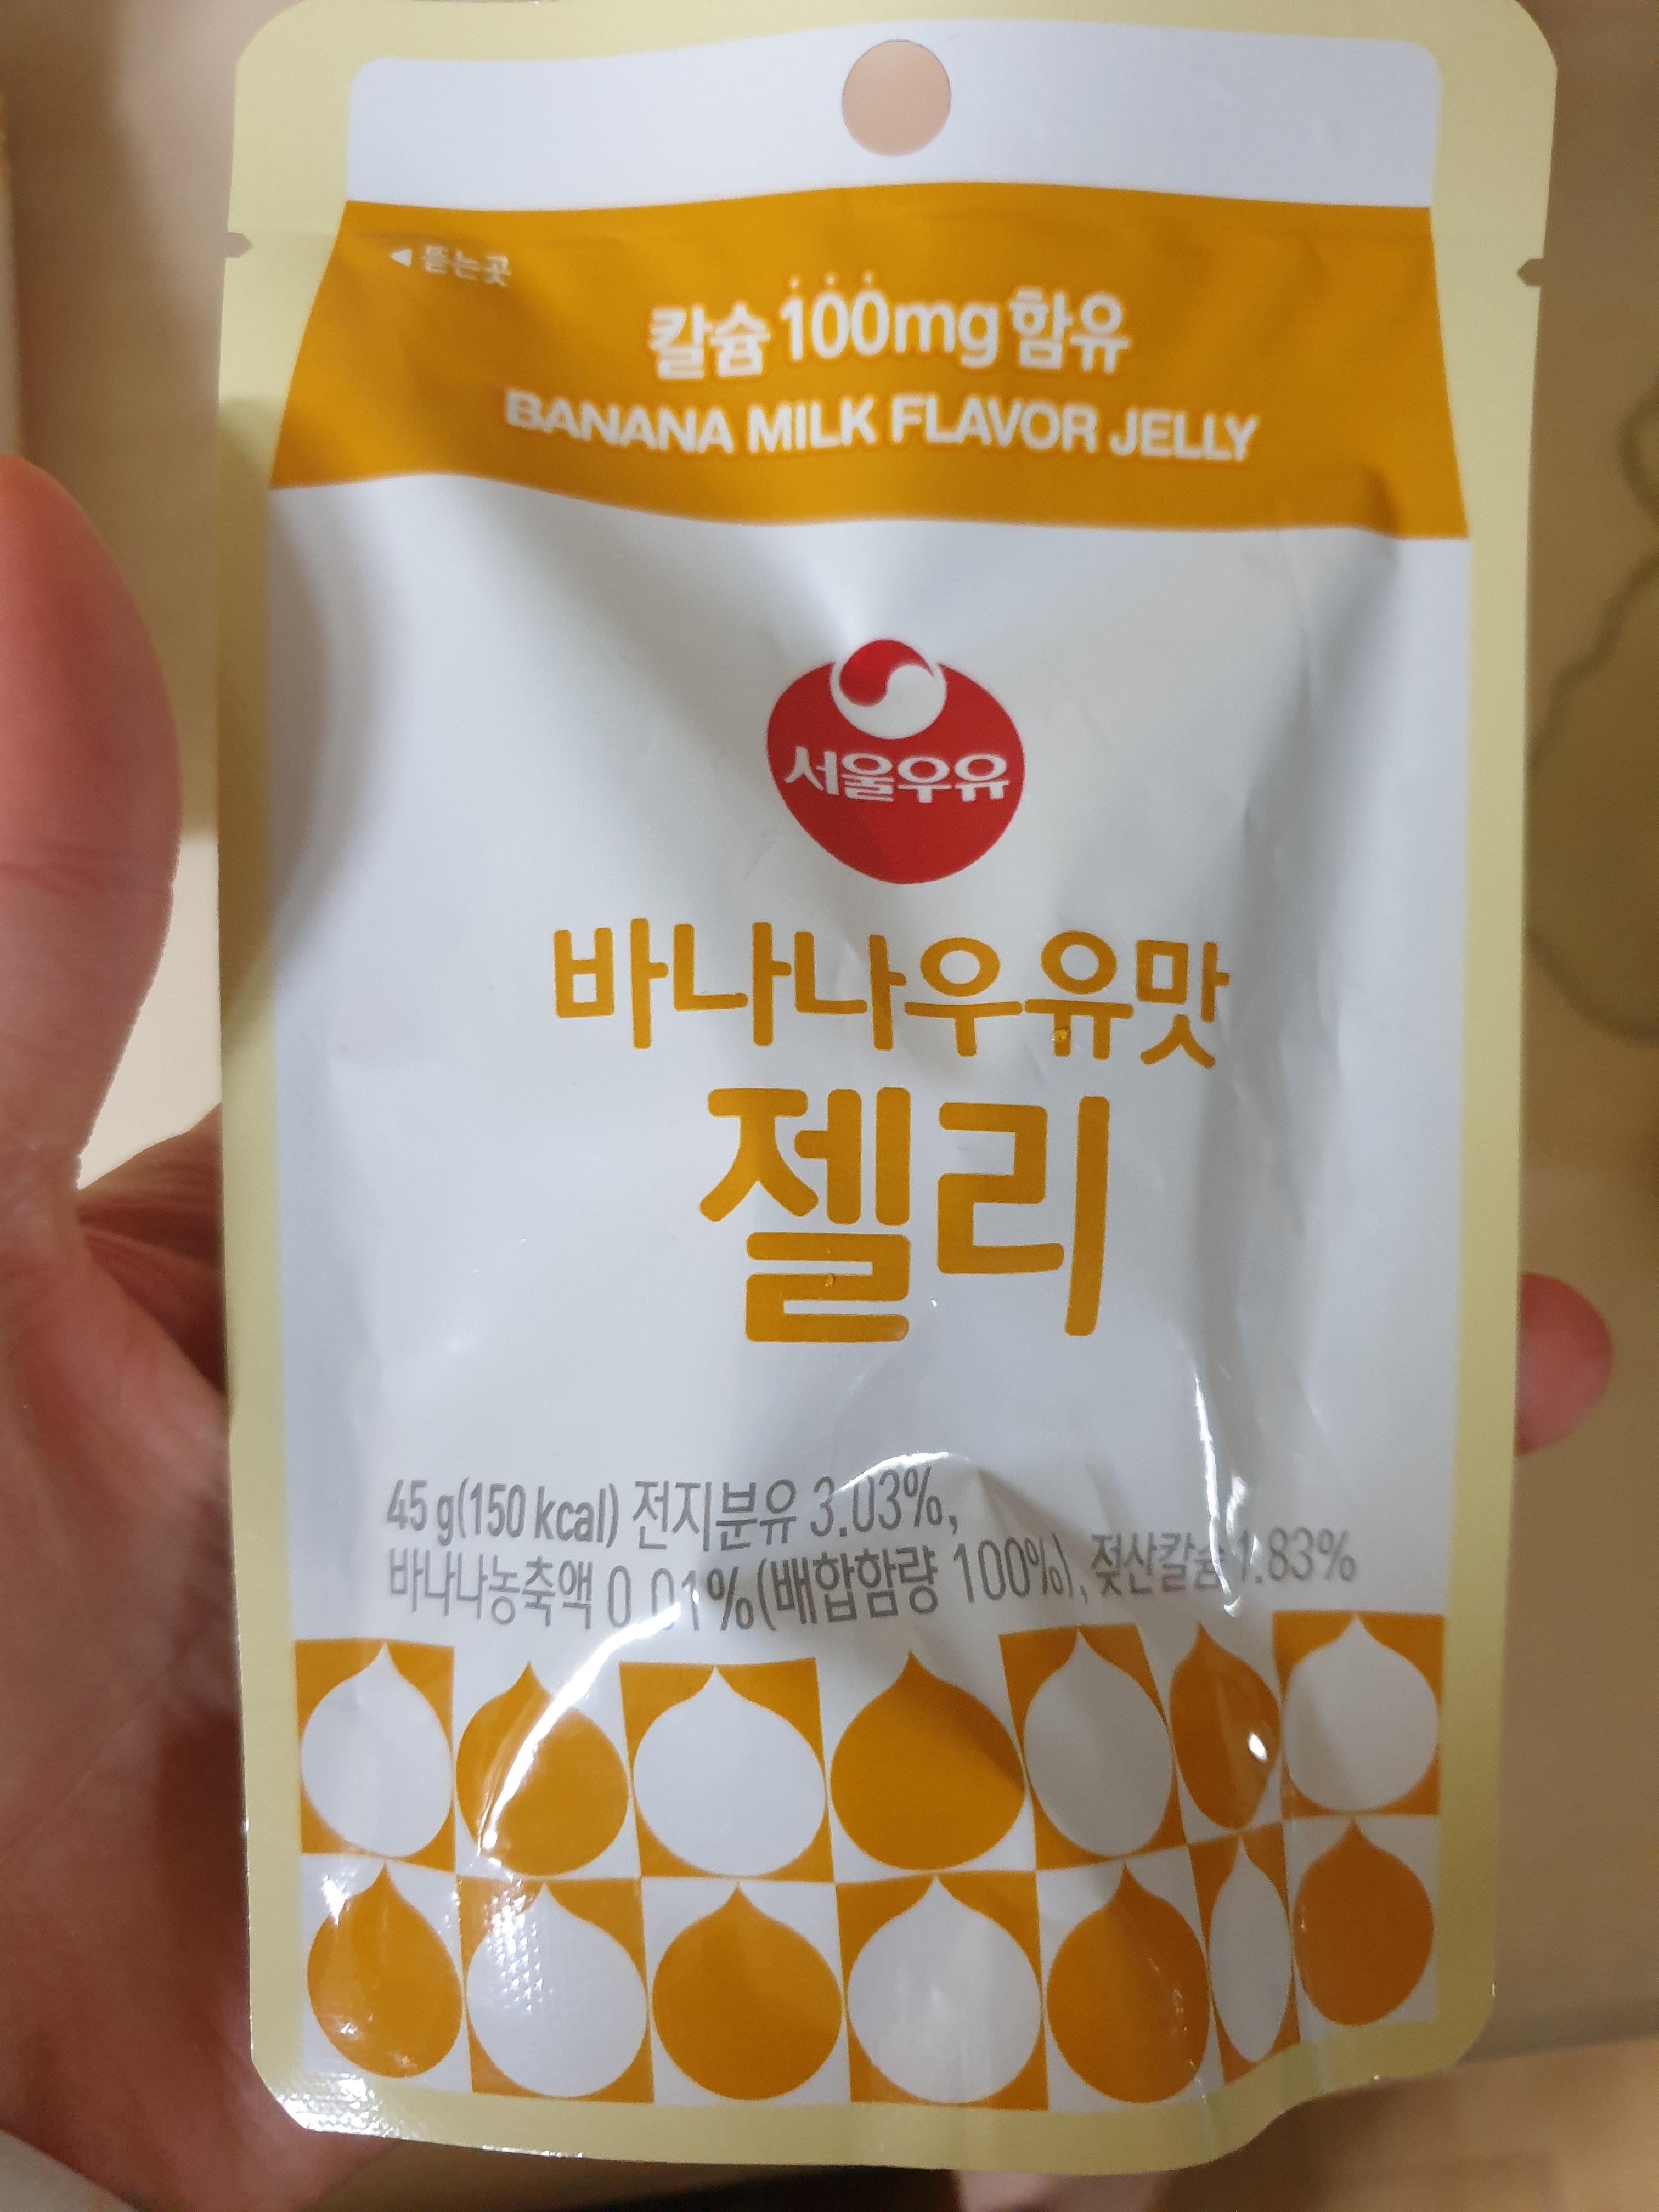 ◀ 뜯는곳
칼슘 100mg 함유
BANANA MILK FLAVOR JELLY
서울우유
바나나우유맛
젤리
45 g(150 kcal) 전지분유 3.03%,
바나나농축액 0.01%(배합함량 100%), 젖산칼슘 1.83%